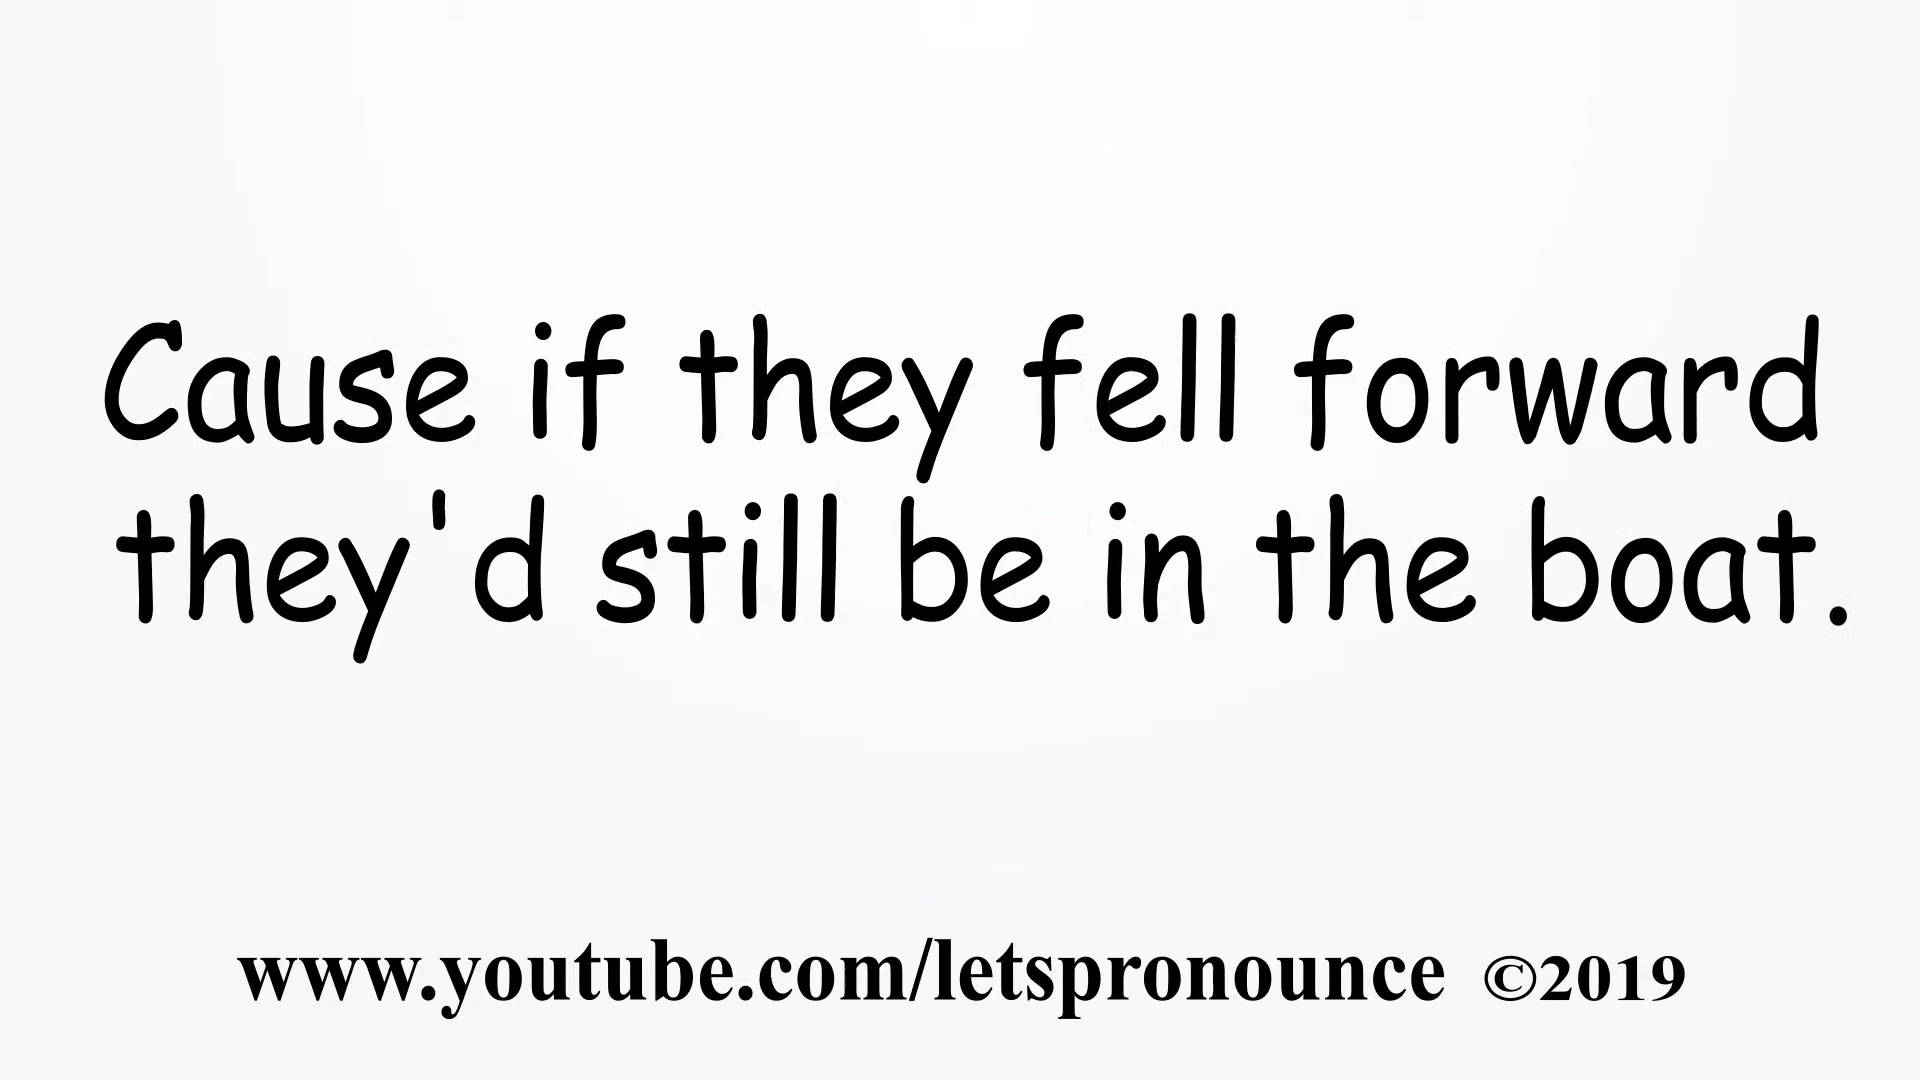 Cause if they fell forward
they'd still be in the boat.
www.youtube.com/letspronounce ©2019